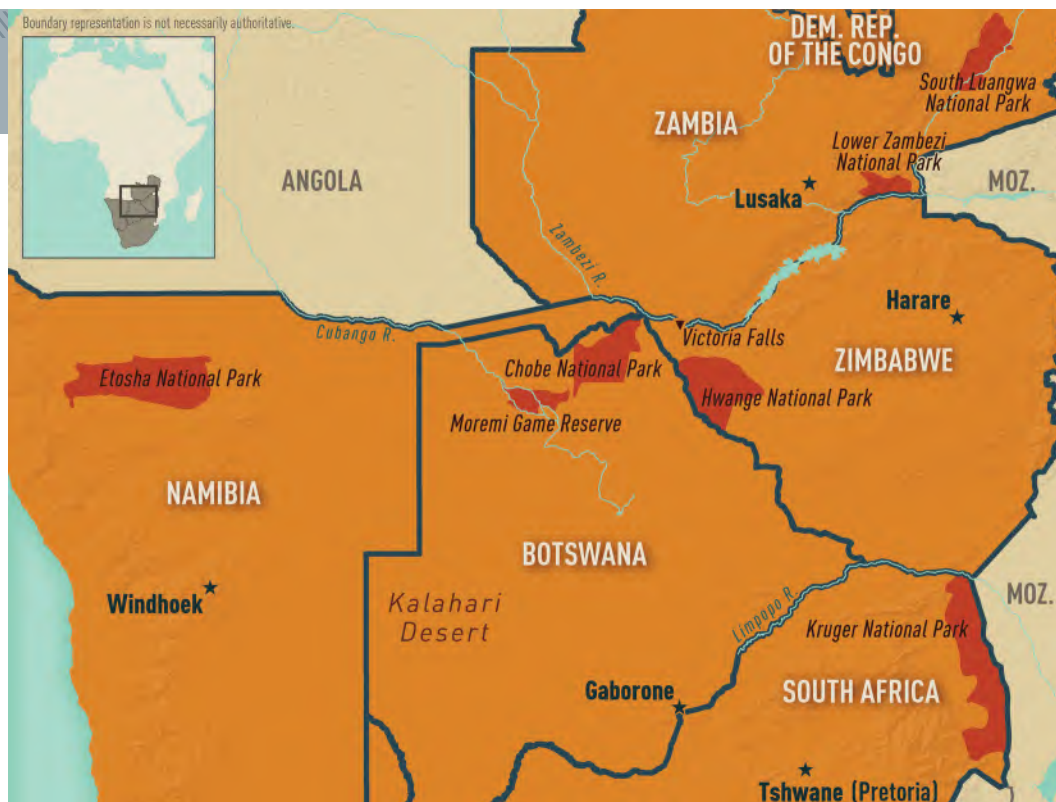 Boundary representation is not necessarily authoritative.
DEM. REP.
OF THE CONGO
South Luangwa
National Park
ZAMBIA
Lower Zambezi
National Park
ANGOLA
MOZ.
Lusaka
Zambezi R.
Harare
Cubango R.
Victoria Falls
ZIMBABWE
Chobe National Park
Etosha National Park
Hwange National Park
Moremi Game Reserve
NAMIBIA
BOTSWANA
Windhoek
Kalahari
Desert
Limpopo R.
MOZ.
Kruger National Park
Gaborone
SOUTH AFRICA
Tshwane (Pretoria)